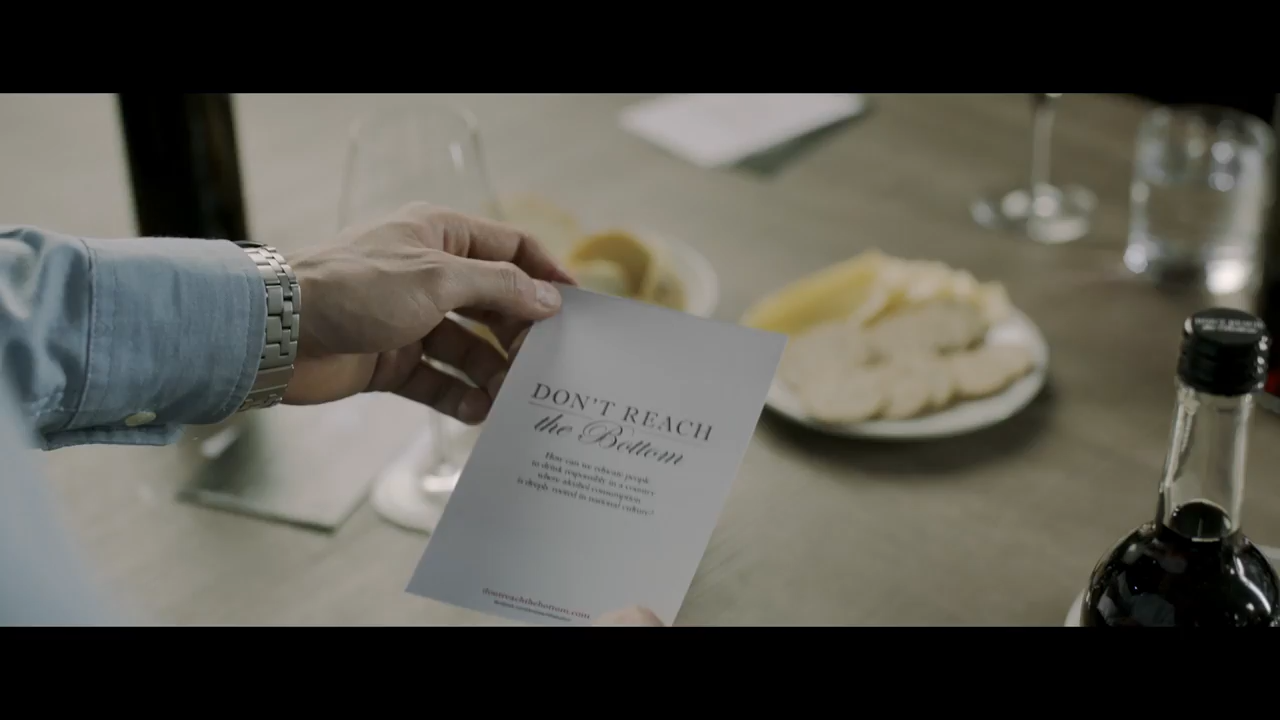 DON'T REACH
the Bottom
How can we educate people
to drink responsibly in a country
where alcohol consumption
is deeply rooted in national culture?
dontreachthebottom.com